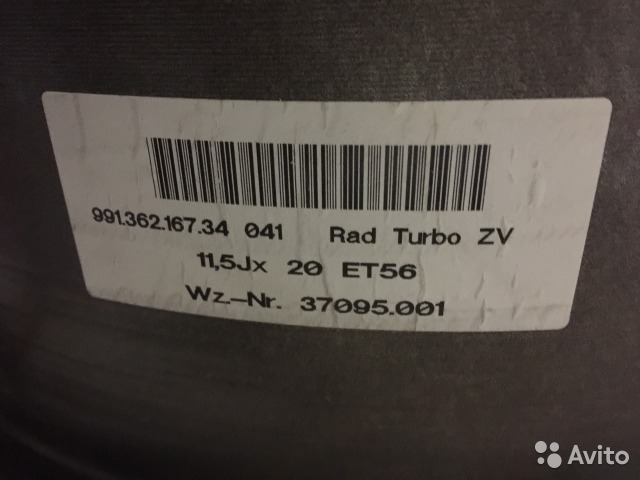 991.362.167.34 041 Rad Turbo ZV
11,5Jx 20 ET56
Wz.-Nr. 37095.001
Avito